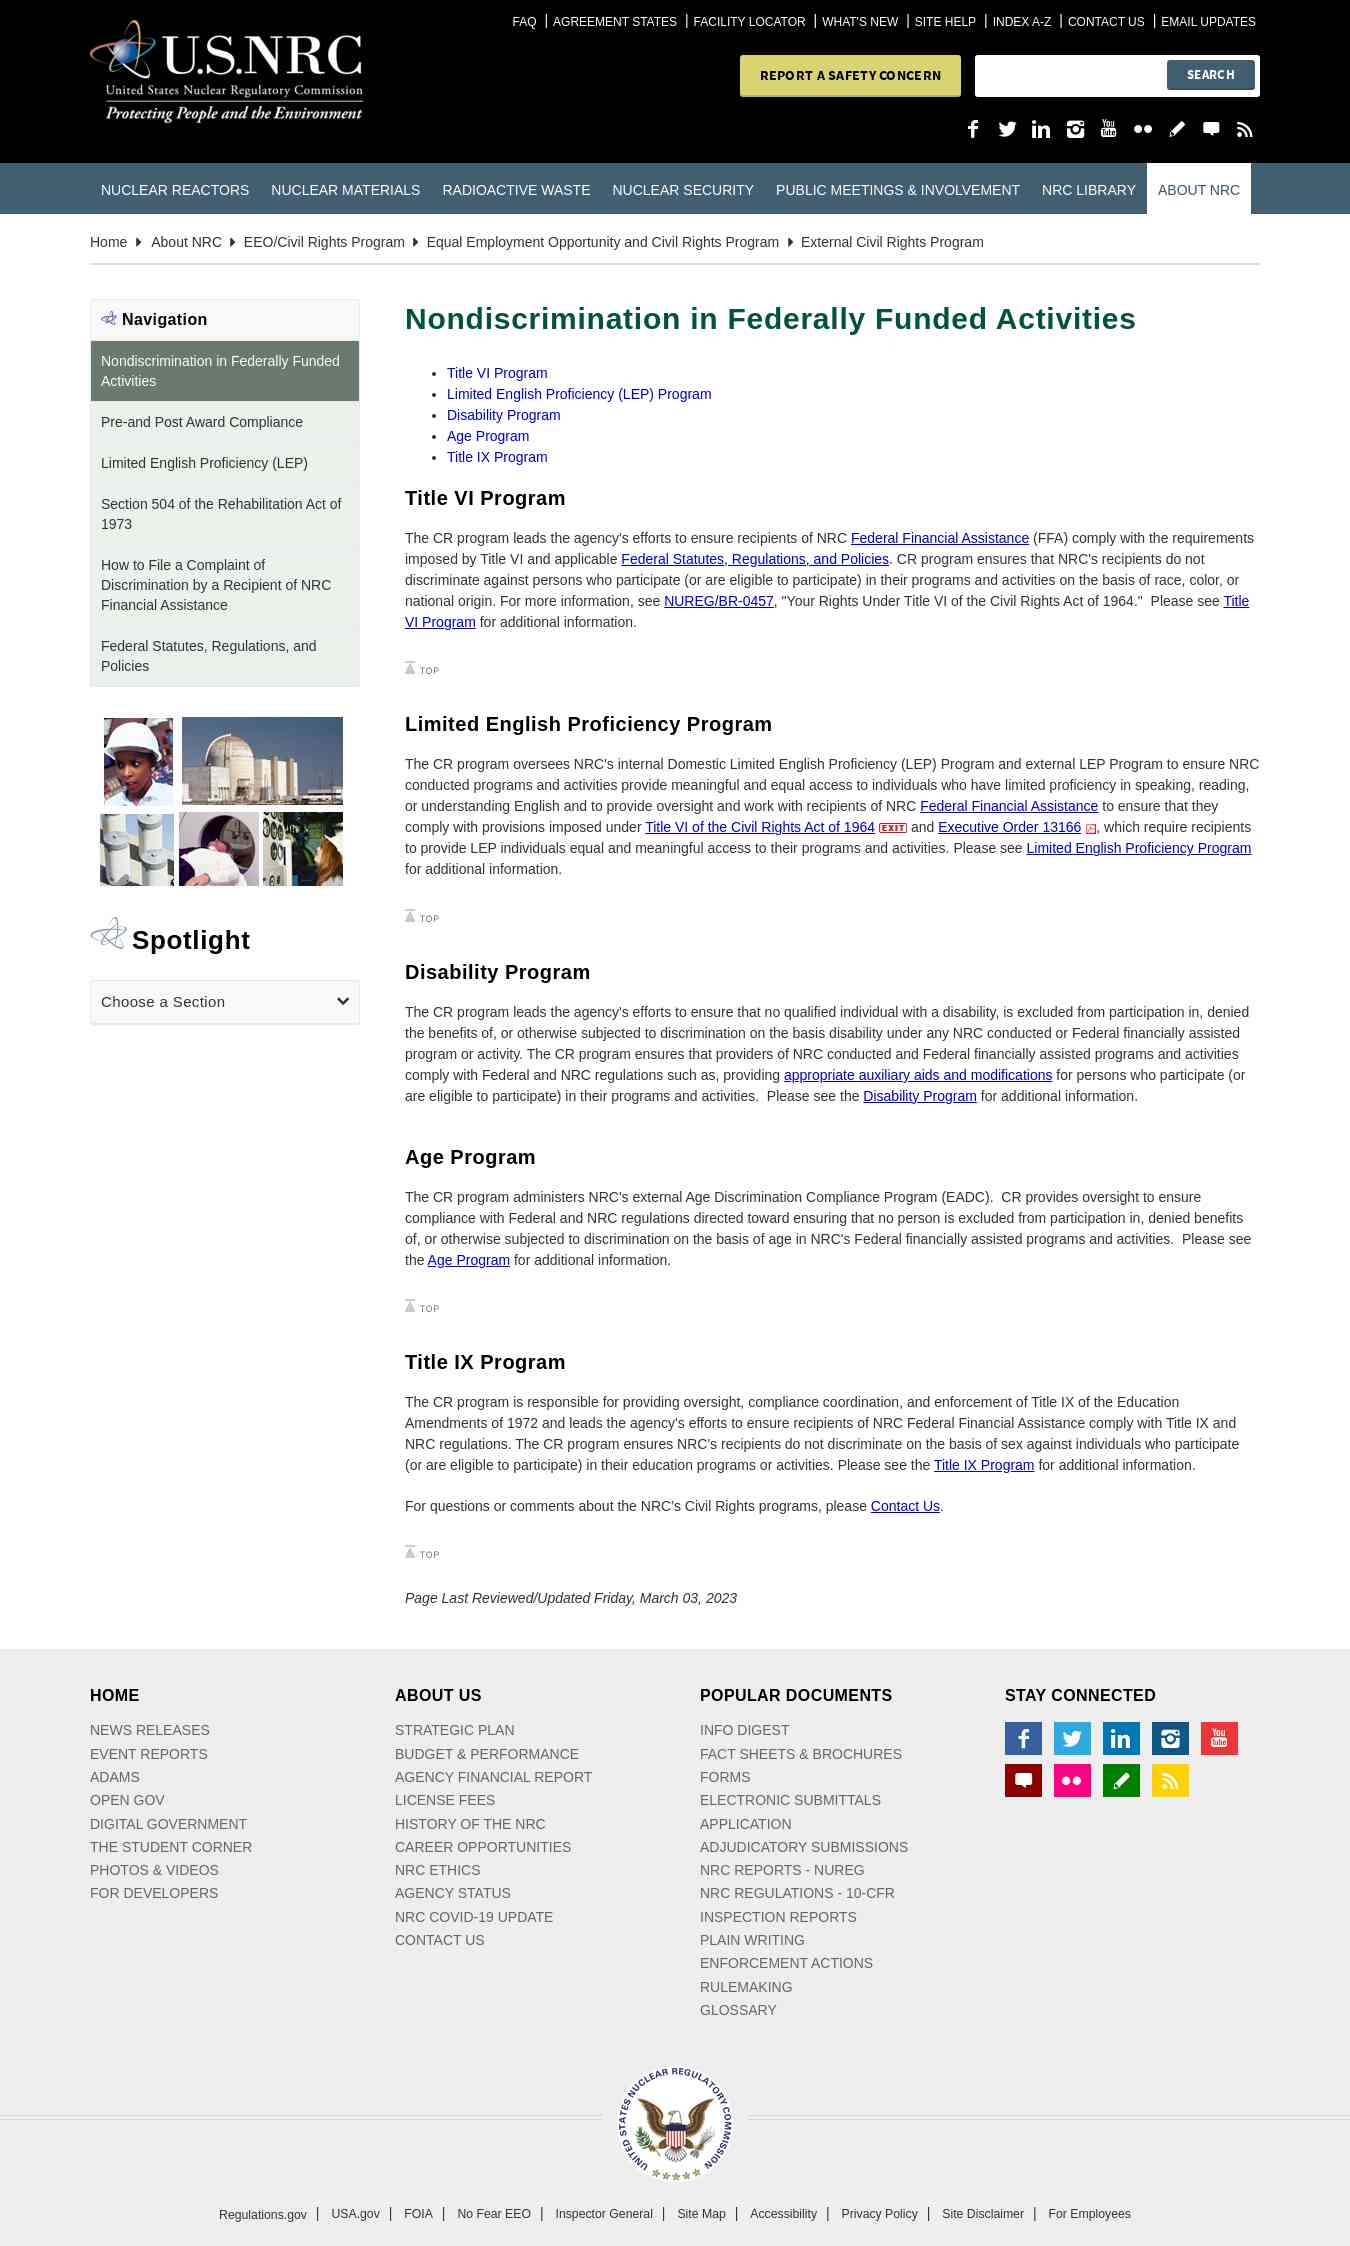 FAQ | AGREEMENT STATES | FACILITY LOCATOR | WHAT'S NEW | SITE HELP | INDEX A-Z | CONTACT US | EMAIL UPDATES
U.S.NRC
United States Nuclear Regulatory Commission
Protecting People and the Environment
REPORT A SAFETY CONCERN
SEARCH
You
Tube
NUCLEAR REACTORS NUCLEAR MATERIALS RADIOACTIVE WASTE NUCLEAR SECURITY PUBLIC MEETINGS & INVOLVEMENT NRC LIBRARY ABOUT NRC
Home About NRC EEO/Civil Rights Program Equal Employment Opportunity and Civil Rights Program External Civil Rights Program
Navigation
Nondiscrimination in Federally Funded
Activities
Pre-and Post Award Compliance
Limited English Proficiency (LEP)
Section 504 of the Rehabilitation Act of
1973
How to File a Complaint of
Discrimination by a Recipient of NRC
Financial Assistance
Federal Statutes, Regulations, and
Policies
Spotlight
Choose a Section
Nondiscrimination in Federally Funded Activities
• Title VI Program
• Limited English Proficiency (LEP) Program
• Disability Program
• Age Program
• Title IX Program
Title VI Program
The CR program leads the agency's efforts to ensure recipients of NRC Federal Financial Assistance (FFA) comply with the requirements
imposed by Title VI and applicable Federal Statutes, Regulations, and Policies. CR program ensures that NRC's recipients do not
discriminate against persons who participate (or are eligible to participate) in their programs and activities on the basis of race, color, or
national origin. For more information, see NUREG/BR-0457, "Your Rights Under Title VI of the Civil Rights Act of 1964." Please see Title
VI Program for additional information.
TOP
Limited English Proficiency Program
The CR program oversees NRC's internal Domestic Limited English Proficiency (LEP) Program and external LEP Program to ensure NRC
conducted programs and activities provide meaningful and equal access to individuals who have limited proficiency in speaking, reading,
or understanding English and to provide oversight and work with recipients of NRC Federal Financial Assistance to ensure that they
comply with provisions imposed under Title VI of the Civil Rights Act of 1964 EXIT and Executive Order 13166 , which require recipients
to provide LEP individuals equal and meaningful access to their programs and activities. Please see Limited English Proficiency Program
for additional information.
TOP
Disability Program
The CR program leads the agency's efforts to ensure that no qualified individual with a disability, is excluded from participation in, denied
the benefits of, or otherwise subjected to discrimination on the basis disability under any NRC conducted or Federal financially assisted
program or activity. The CR program ensures that providers of NRC conducted and Federal financially assisted programs and activities
comply with Federal and NRC regulations such as, providing appropriate auxiliary aids and modifications for persons who participate (or
are eligible to participate) in their programs and activities. Please see the Disability Program for additional information.
Age Program
The CR program administers NRC's external Age Discrimination Compliance Program (EADC). CR provides oversight to ensure
compliance with Federal and NRC regulations directed toward ensuring that no person is excluded from participation in, denied benefits
of, or otherwise subjected to discrimination on the basis of age in NRC's Federal financially assisted programs and activities. Please see
the Age Program for additional information.
TOP
Title IX Program
The CR program is responsible for providing oversight, compliance coordination, and enforcement of Title IX of the Education
Amendments of 1972 and leads the agency's efforts to ensure recipients of NRC Federal Financial Assistance comply with Title IX and
NRC regulations. The CR program ensures NRC's recipients do not discriminate on the basis of sex against individuals who participate
(or are eligible to participate) in their education programs or activities. Please see the Title IX Program for additional information.
For questions or comments about the NRC's Civil Rights programs, please Contact Us.
TOP
Page Last Reviewed/Updated Friday, March 03, 2023
HOME
NEWS RELEASES
EVENT REPORTS
ADAMS
OPEN GOV
DIGITAL GOVERNMENT
THE STUDENT CORNER
PHOTOS & VIDEOS
FOR DEVELOPERS
ABOUT US
STRATEGIC PLAN
BUDGET & PERFORMANCE
AGENCY FINANCIAL REPORT
LICENSE FEES
HISTORY OF THE NRC
CAREER OPPORTUNITIES
NRC ETHICS
AGENCY STATUS
NRC COVID-19 UPDATE
CONTACT US
POPULAR DOCUMENTS
INFO DIGEST
FACT SHEETS & BROCHURES
FORMS
ELECTRONIC SUBMITTALS
APPLICATION
ADJUDICATORY SUBMISSIONS
NRC REPORTS - NUREG
NRC REGULATIONS - 10-CFR
INSPECTION REPORTS
PLAIN WRITING
ENFORCEMENT ACTIONS
RULEMAKING
GLOSSARY
STAY CONNECTED
You
Tube
UNITED STATES NUCLEAR REGULATORY COMMISSION
Regulations.gov | USA.gov | FOIA | No Fear EEO | Inspector General | Site Map | Accessibility | Privacy Policy | Site Disclaimer | For Employees